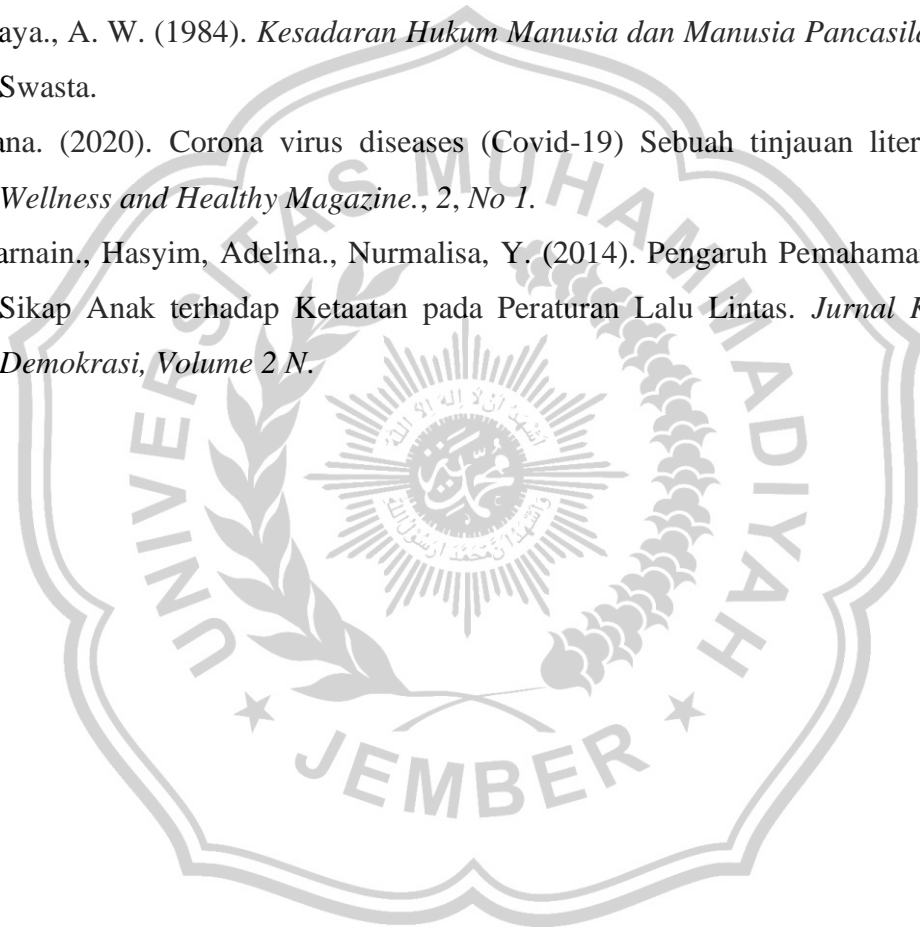 aya., A. W. (1984). Kesadaran Hukum Manusia dan Manusia Pancasila
Swasta.
ana. (2020). Corona virus diseases (Covid-19) Sebuah tinjauan liter
Wellness and Healthy Magazine., 2, No 1.
arnain., Hasyim, Adelina., Nurmalisa, Y. (2014). Pengaruh Pemahama
Sikap Anak terhadap Ketaatan pada Peraturan Lalu Lintas. Jurnal K
Demokrasi, Volume 2 N.
UNIVERSITAS MUHAMMADIYAH
JEMBER